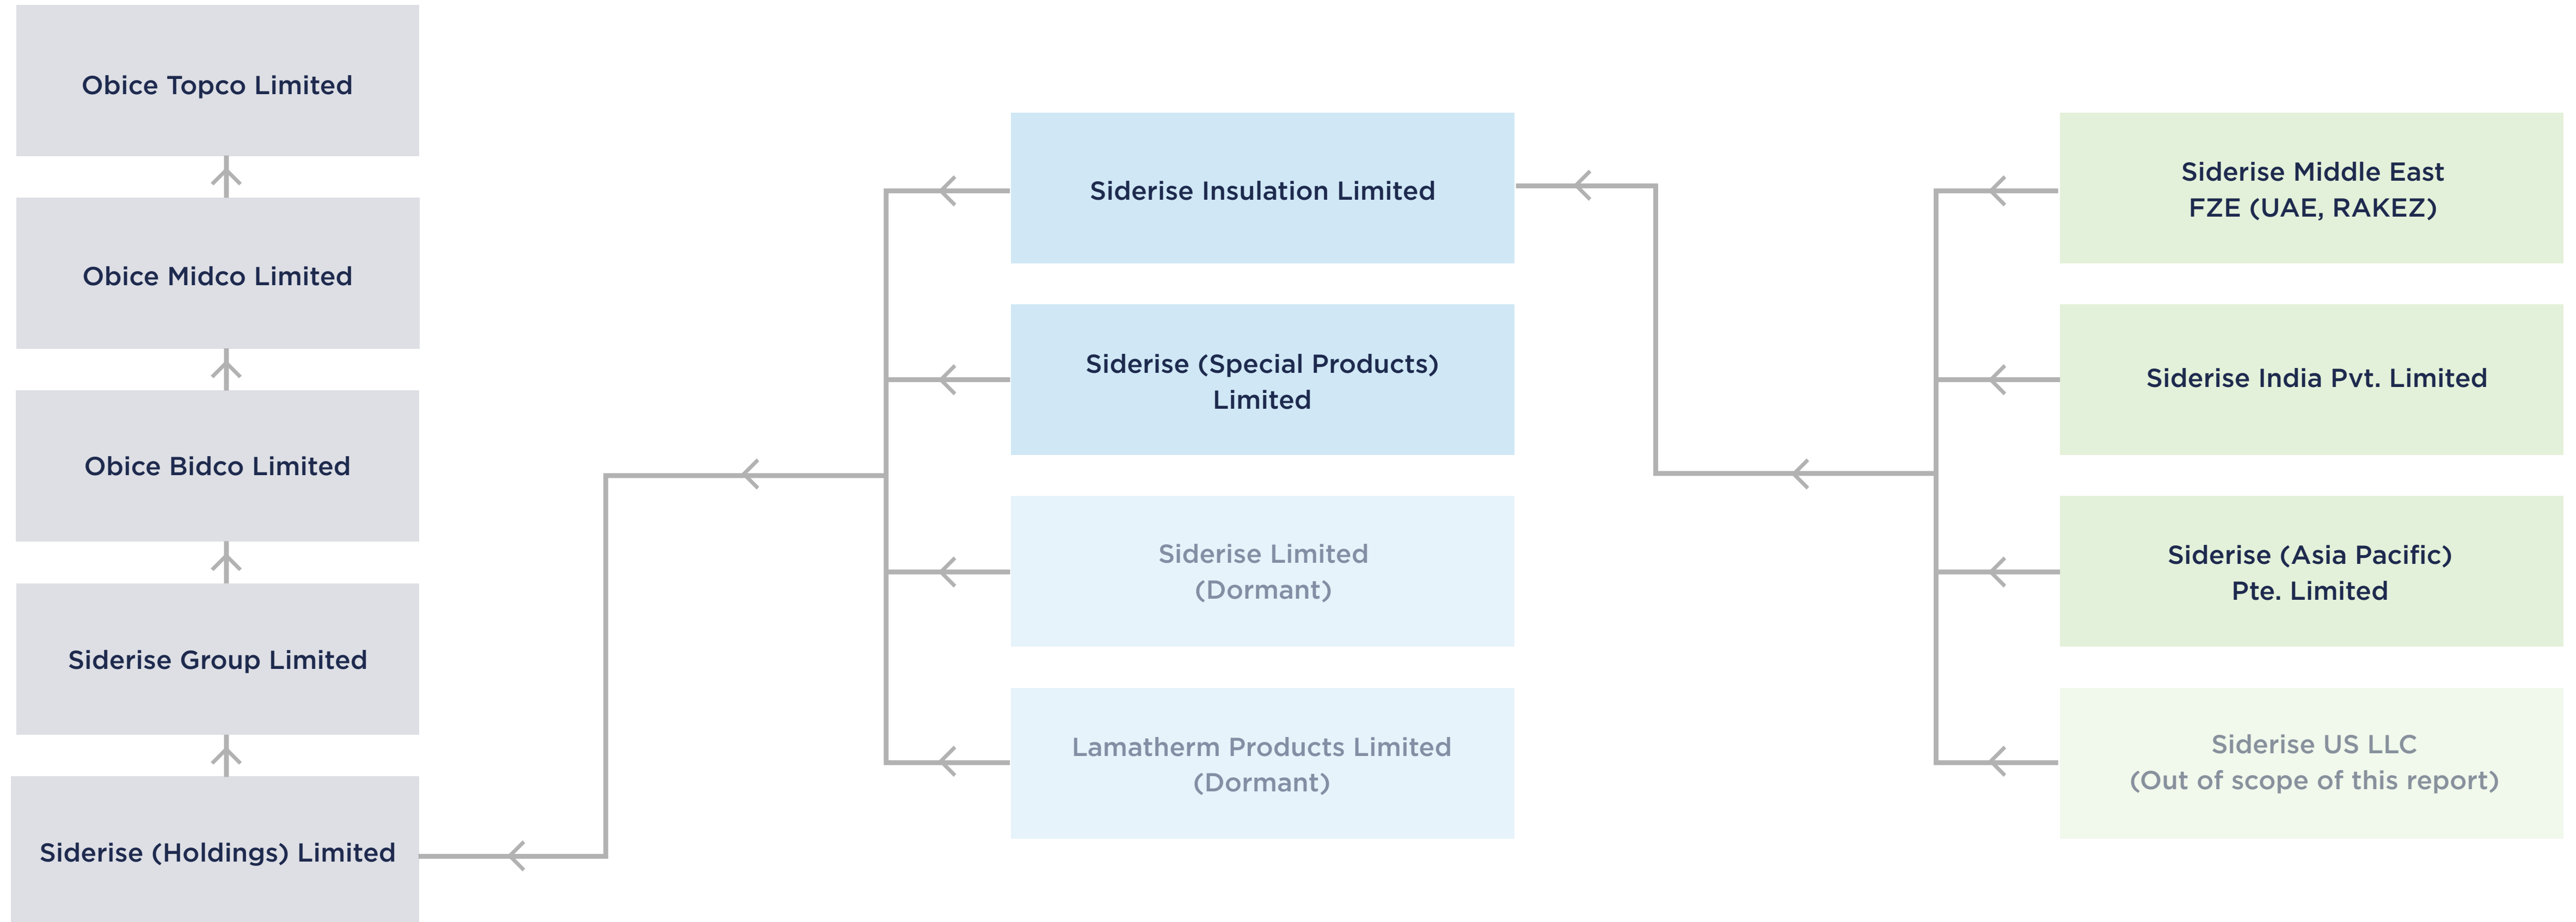 Obice Topco Limited
Obice Midco Limited
Obice Bidco Limited
Siderise Group Limited
Siderise (Holdings) Limited
Siderise Insulation Limited
Siderise (Special Products)
Limited
Siderise Limited
(Dormant)
Lamatherm Products Limited
(Dormant)
Siderise Middle East
FZE (UAE, RAKEZ)
Siderise India Pvt. Limited
Siderise (Asia Pacific)
Pte. Limited
Siderise US LLC
(Out of scope of this report)